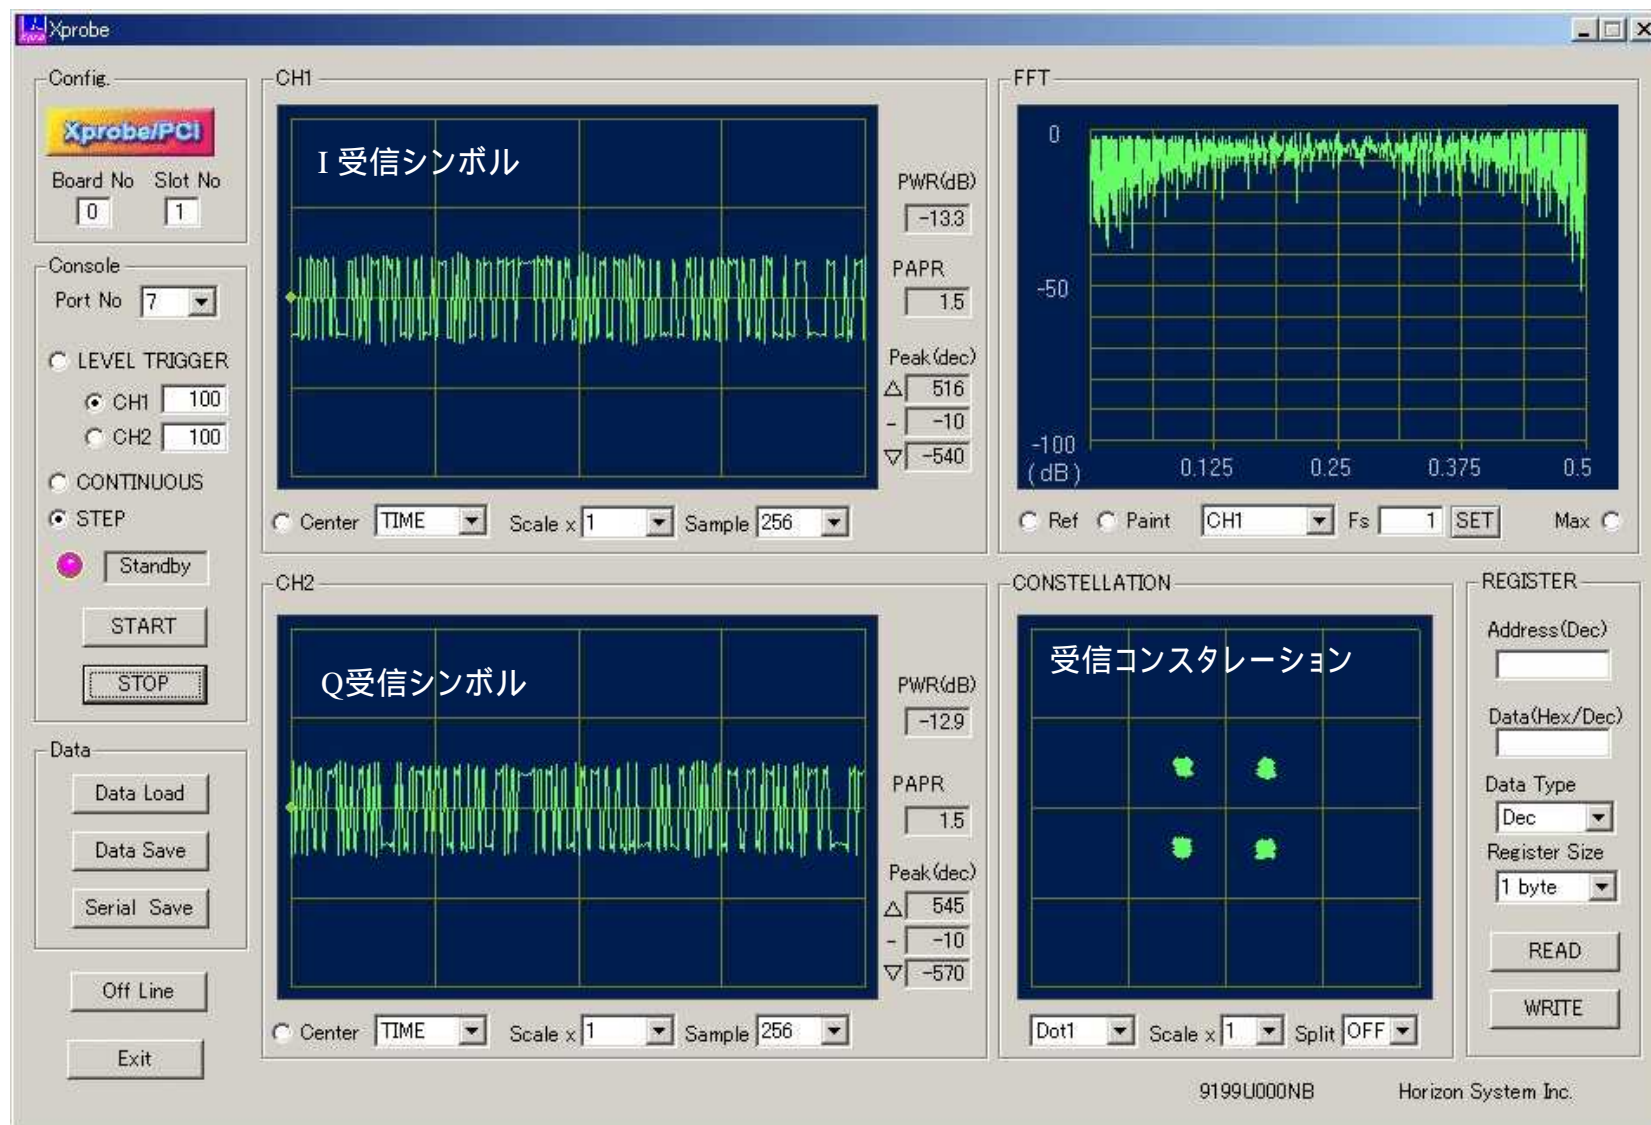 Xprobe
Config.
Xprobe/PCI
Board No Slot No
0 1
Console
Port No 7
LEVEL TRIGGER
CH1 100
CH2 100
CONTINUOUS
STEP
Standby
START
STOP
Data
Data Load
Data Save
Serial Save
Off Line
Exit
CH1
I 受信シンボル
PWR(dB)
-13.3
PAPR
1.5
Peak(dec)
△ 516
- -10
▽ -540
Center TIME Scale x 1 Sample 256
FFT
0
-50
-100
(dB) 0.125 0.25 0.375 0.5
Ref Paint CH1 Fs 1 SET Max
CH2
Q受信シンボル
PWR(dB)
-12.9
PAPR
1.5
Peak(dec)
△ 545
- -10
▽ -570
Center TIME Scale x 1 Sample 256
CONSTELLATION
受信コンスタレーション
Dot1 Scale x 1 Split OFF
REGISTER
Address(Dec)
Data(Hex/Dec)
Data Type
Dec
Register Size
1 byte
READ
WRITE
9199U000NB Horizon System Inc.